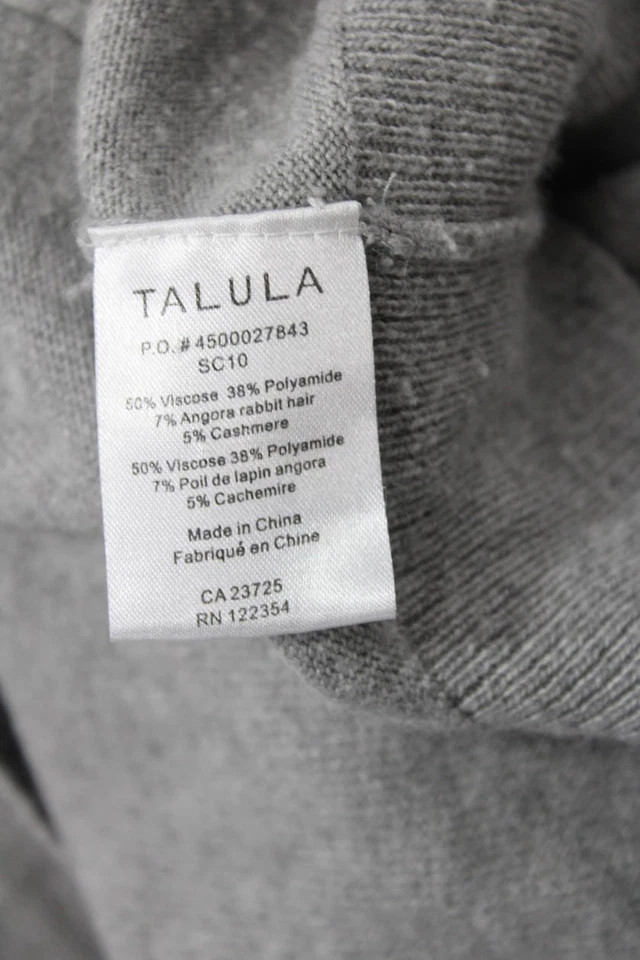 TALULA
P.O. # 4500027843
SC10
50% Viscose 38% Polyamide
7% Angora rabbit hair
5% Cashmere
50% Viscose 38% Polyamide
7% Poil de lapin angora
5% Cachemire
Made in China
Fabriqué en Chine
CA 23725
RN 122354